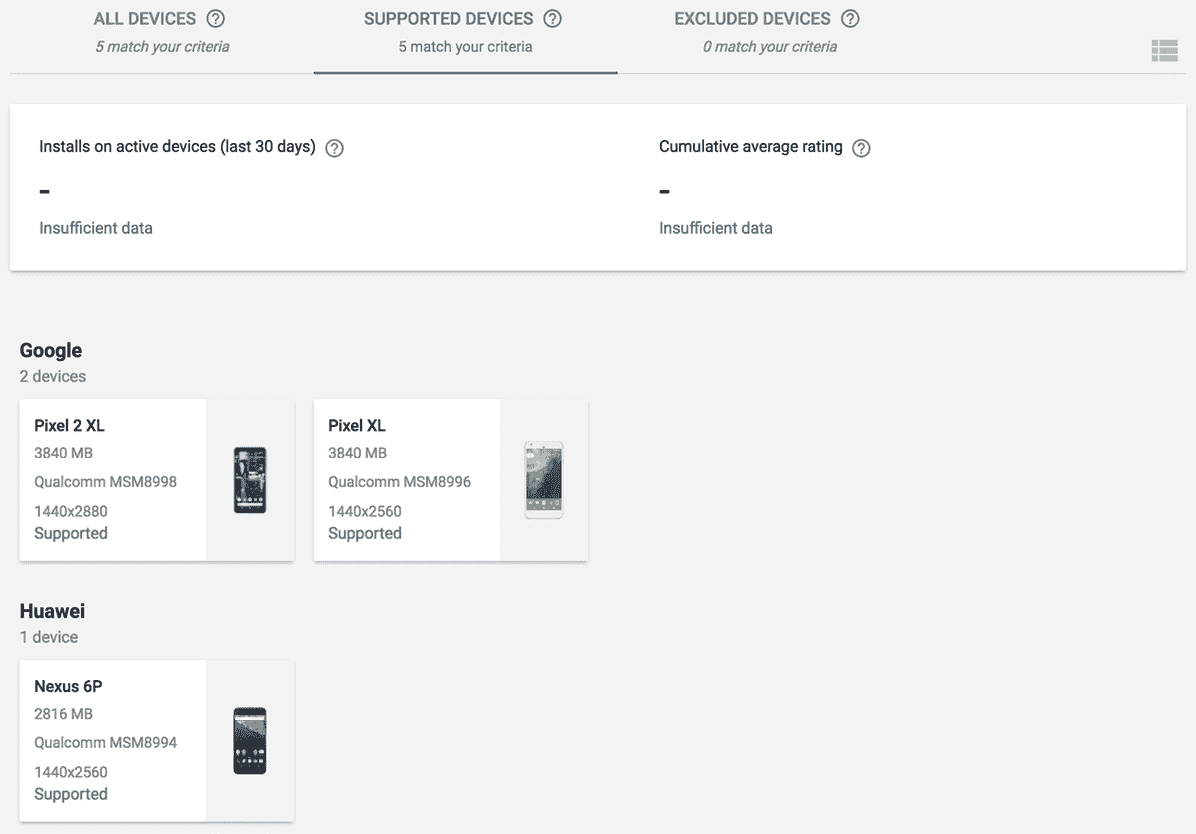 ALL DEVICES ?
5 match your criteria
SUPPORTED DEVICES ?
5 match your criteria
EXCLUDED DEVICES ?
0 match your criteria
Installs on active devices (last 30 days) ?
-
Insufficient data
Cumulative average rating ?
-
Insufficient data
Google
2 devices
Pixel 2 XL
3840 MB
Qualcomm MSM8998
1440x2880
Supported
Pixel XL
3840 MB
Qualcomm MSM8996
1440x2560
Supported
Huawei
1 device
Nexus 6P
2816 MB
Qualcomm MSM8994
1440x2560
Supported